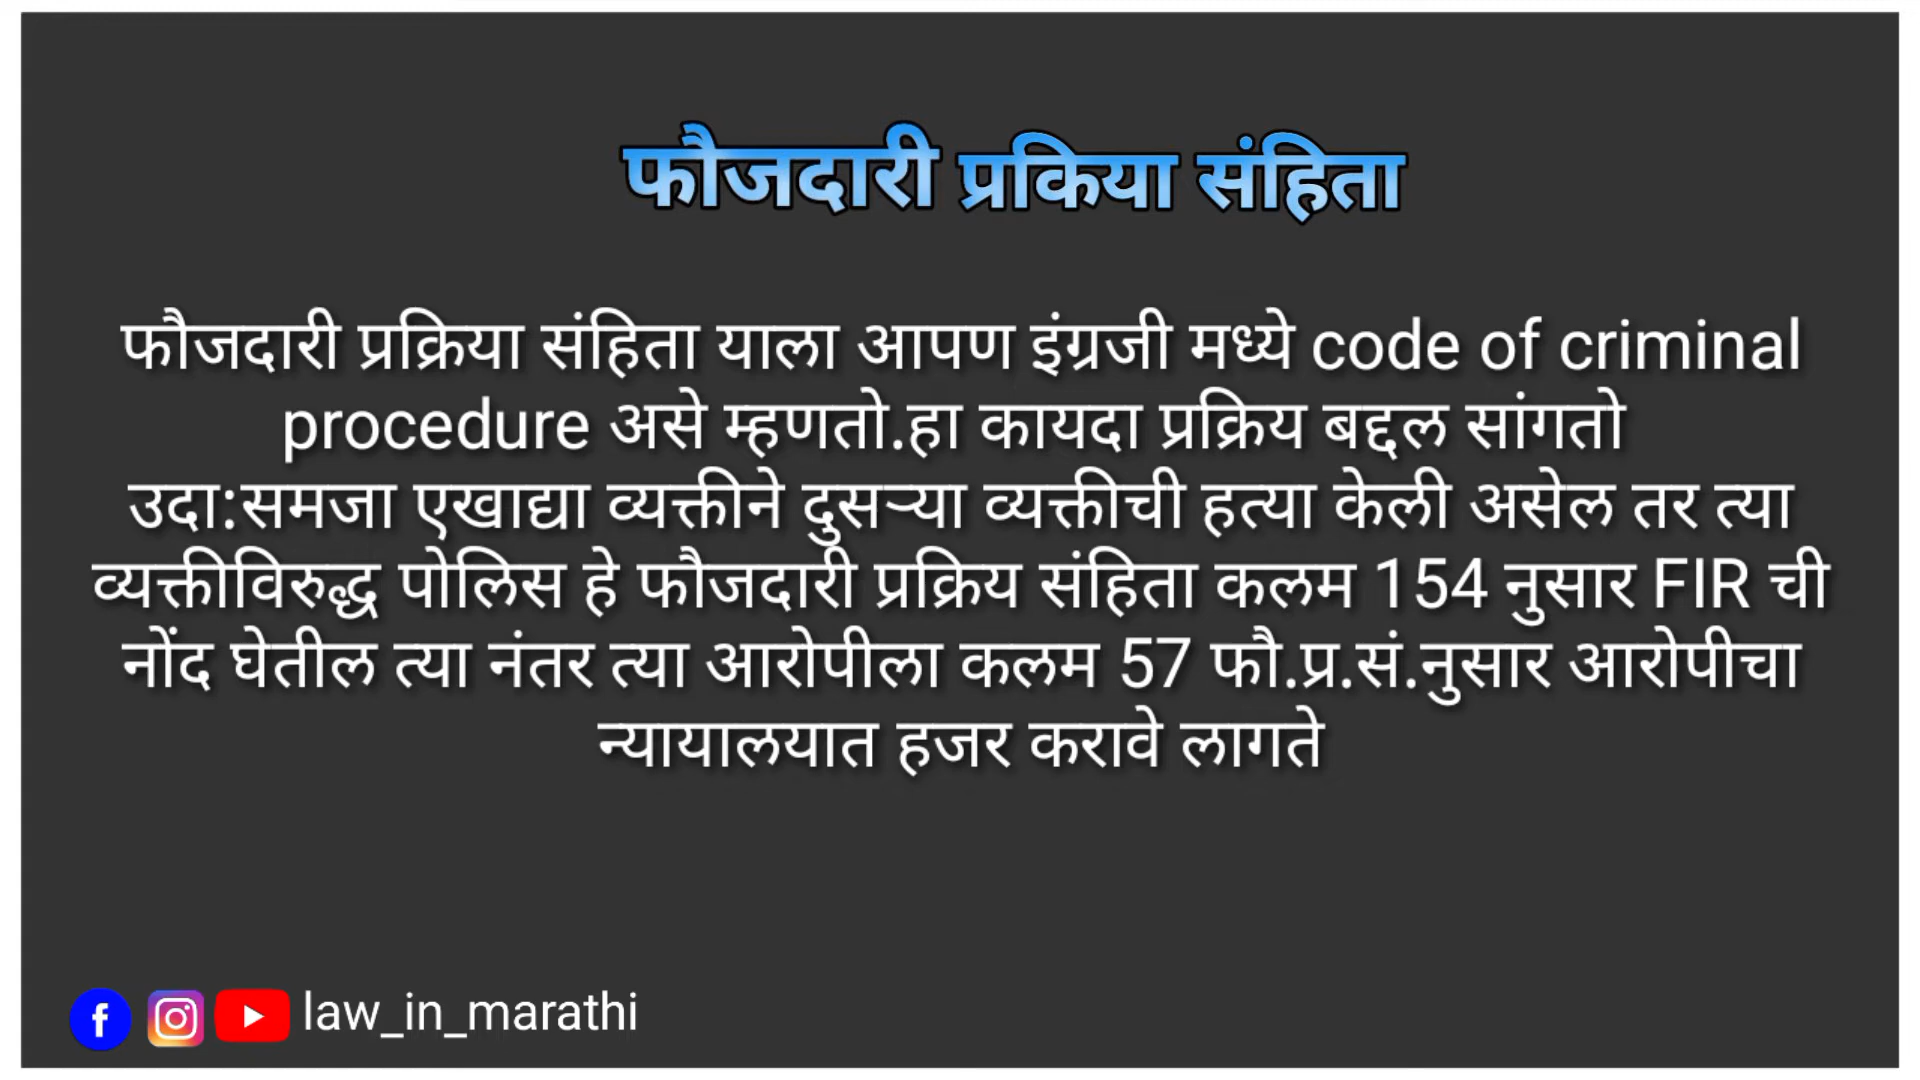 फौजदारी प्रकिया संहिता
फौजदारी प्रक्रिया संहिता याला आपण इंग्रजी मध्ये code of criminal
procedure असे म्हणतो.हा कायदा प्रक्रिय बद्दल सांगतो
उदा:समजा एखाद्या व्यक्तीने दुसऱ्या व्यक्तीची हत्या केली असेल तर त्या
व्यक्तीविरुद्ध पोलिस हे फौजदारी प्रक्रिय संहिता कलम 154 नुसार FIR ची
नोंद घेतील त्या नंतर त्या आरोपीला कलम 57 फौ.प्र.सं.नुसार आरोपीचा
न्यायालयात हजर करावे लागते
law_in_marathi